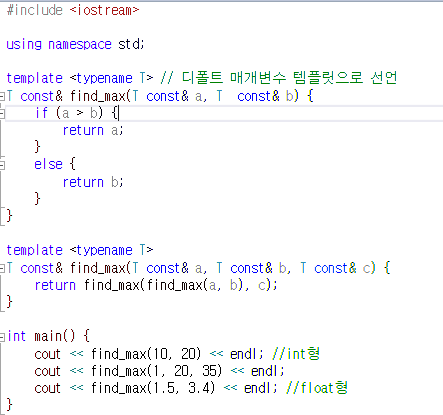 #include <iostream>
using namespace std;
template <typename T> // 디폴트 매개변수 템플릿으로 선언
T const& find_max(T const& a, T  const& b) {
    if (a > b) {
        return a;
    }
    else {
        return b;
    }
}
template <typename T>
T const& find_max(T const& a, T const& b, T const& c) {
    return find_max(find_max(a, b), c);
}
int main() {
    cout << find_max(10, 20) << endl; //int형
    cout << find_max(1, 20, 35) << endl;
    cout << find_max(1.5, 3.4) << endl; //float형
}